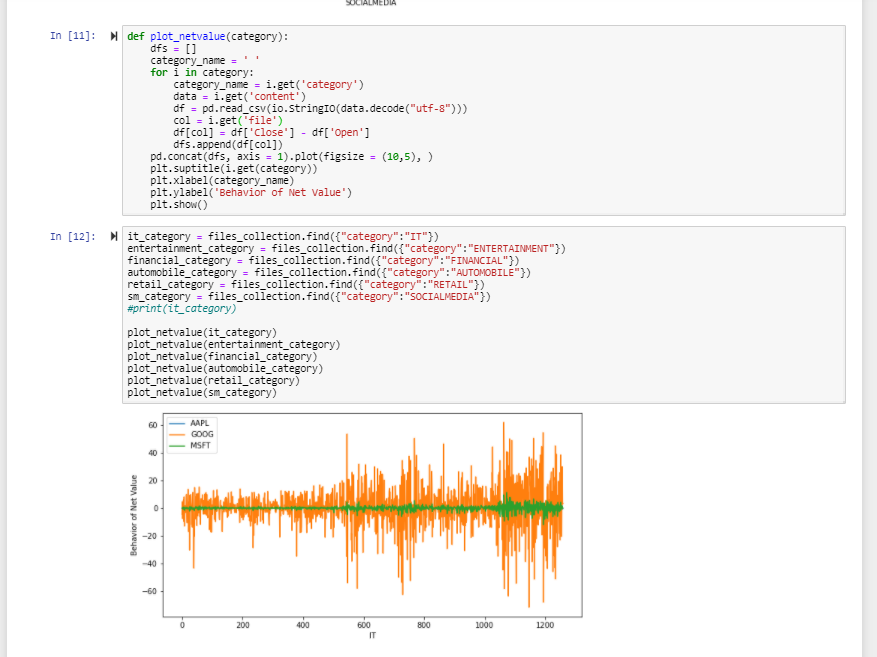 SOCIALMEDIA
In [11]:
def plot_netvalue(category):
    dfs = []
    category_name = ' '
    for i in category:
        category_name = i.get('category')
        data = i.get('content')
        df = pd.read_csv(io.StringIO(data.decode("utf-8")))
        col = i.get('file')
        df[col] = df['Close'] - df['Open']
        dfs.append(df[col])
    pd.concat(dfs, axis = 1).plot(figsize = (10,5), )
    plt.suptitle(i.get(category))
    plt.xlabel(category_name)
    plt.ylabel('Behavior of Net Value')
    plt.show()
In [12]:
it_category = files_collection.find({"category":"IT"})
entertainment_category = files_collection.find({"category":"ENTERTAINMENT"})
financial_category = files_collection.find({"category":"FINANCIAL"})
automobile_category = files_collection.find({"category":"AUTOMOBILE"})
retail_category = files_collection.find({"category":"RETAIL"})
sm_category = files_collection.find({"category":"SOCIALMEDIA"})
#print(it_category)
plot_netvalue(it_category)
plot_netvalue(entertainment_category)
plot_netvalue(financial_category)
plot_netvalue(automobile_category)
plot_netvalue(retail_category)
plot_netvalue(sm_category)
AAPL
GOOG
MSFT
60
40
20
0
−20
−40
−60
Behavior of Net Value
0 200 400 600 800 1000 1200
IT